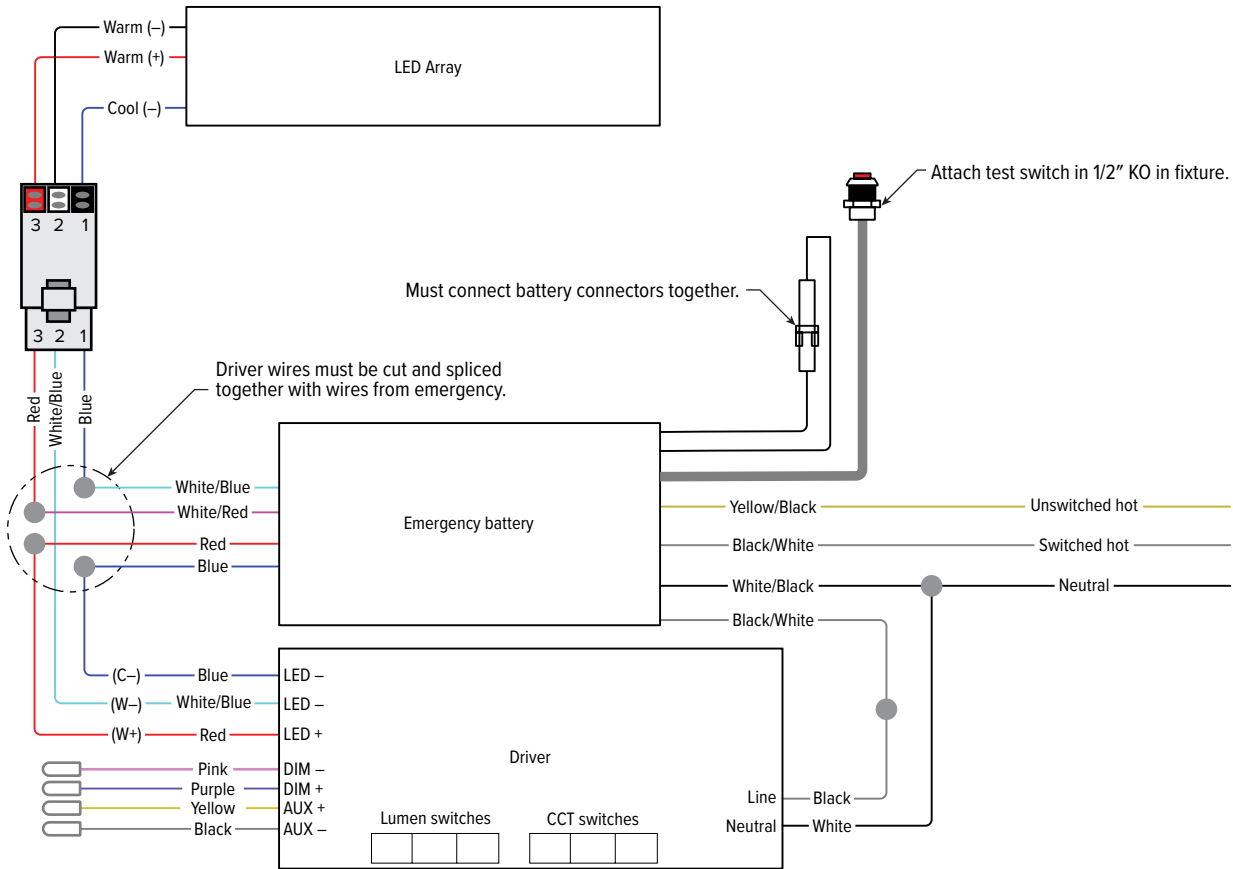 Warm (–)
Warm (+)
LED Array
Cool (–)
Attach test switch in 1/2” KO in fixture.
3 2 1
Must connect battery connectors together.
3 2 1
Driver wires must be cut and spliced
together with wires from emergency.
Red
White/Blue
Blue
White/Blue
White/Red
Red
Blue
Emergency battery
Yellow/Black
Unswitched hot
Black/White
Switched hot
White/Black
Neutral
Black/White
(C–)
Blue
LED –
(W–)
White/Blue
LED –
(W+)
Red
LED +
Driver
Pink
DIM –
Purple
DIM +
Yellow
AUX +
Black
AUX –
Lumen switches
CCT switches
Line
Black
Neutral
White